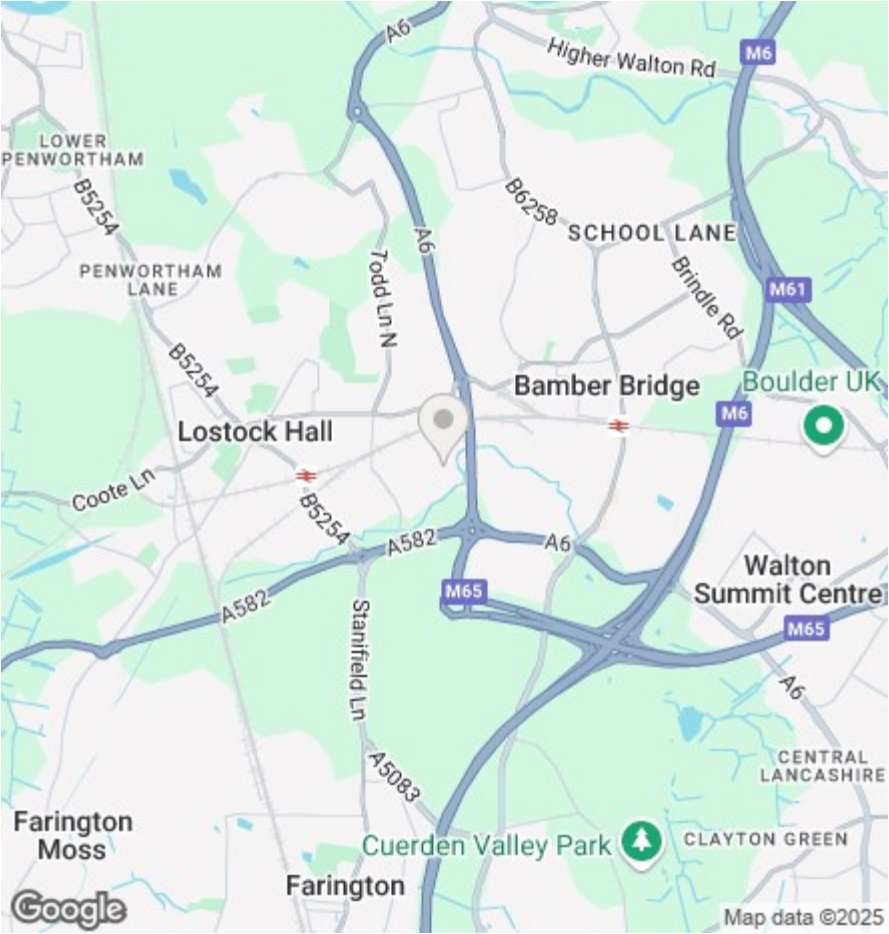 A6
Higher Walton Rd
M6
LOWER
PENWORTHAM
B5254
B6258
SCHOOL LANE
A6
PENWORTHAM
LANE
Todd Ln N
Brindle Rd
M61
B5254
Bamber Bridge
Boulder UK
M6
Lostock Hall
Coote Ln
B5254
A582
A6
Walton
Summit Centre
M65
A582
M65
Stanifield Ln
A6
A5083
CENTRAL
LANCASHIRE
Farington
Moss
Cuerden Valley Park
CLAYTON GREEN
Farington
Google
Map data ©2025